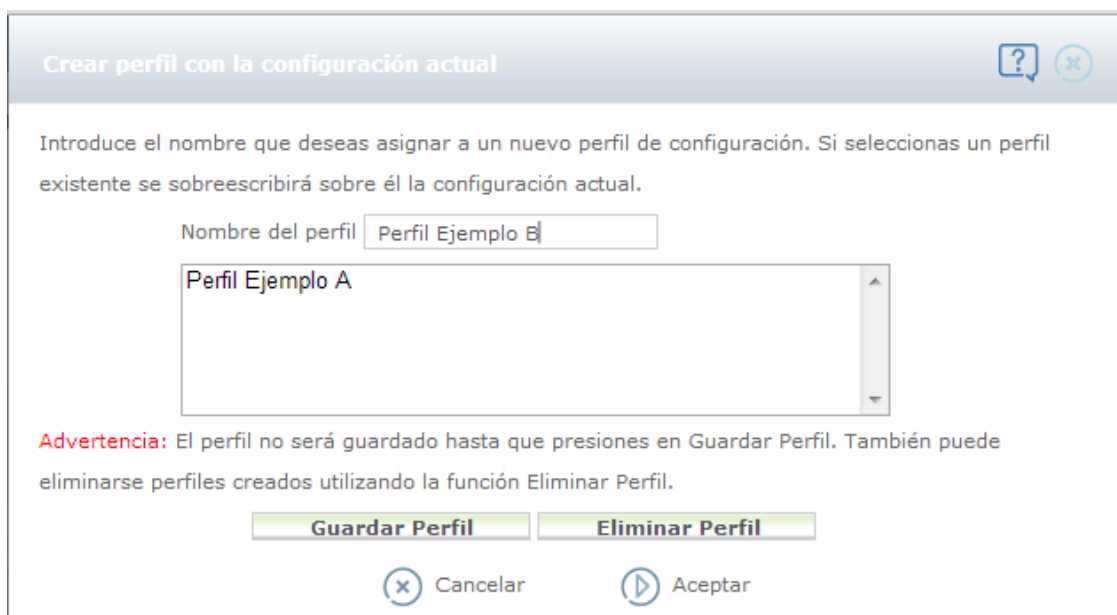 Crear perfil con la configuración actual
Introduce el nombre que deseas asignar a un nuevo perfil de configuración. Si seleccionas un perfil
existente se sobreescribirá sobre él la configuración actual.
Nombre del perfil Perfil Ejemplo B
Perfil Ejemplo A
Advertencia: El perfil no será guardado hasta que presiones en Guardar Perfil. También puede
eliminarse perfiles creados utilizando la función Eliminar Perfil.
Guardar Perfil Eliminar Perfil
Cancelar Aceptar